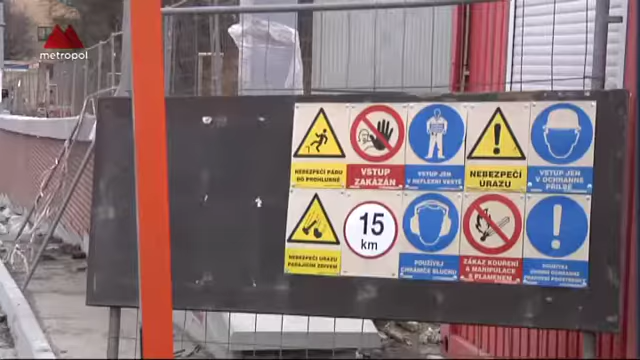 metropol
NEBEZPEČÍ PÁDU
DO PROHLUBNĚ
VSTUP
ZAKÁZÁN
VSTUP JEN
V REFLEXNÍ VESTĚ
NEBEZPEČÍ
ÚRAZU
VSTUP JEN
V OCHRANNÉ
PŘILBĚ
15
km
NEBEZPEČÍ ÚRAZU
POUŽÍVEJ
CHRÁNIČE SLUCHU
ZÁKAZ KOUŘENÍ
A MANIPULACE
S PLAMENEM